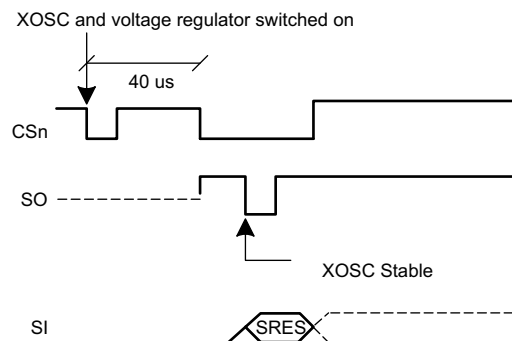 XOSC and voltage regulator switched on
40 us
CSn
SO
XOSC Stable
SI
SRES